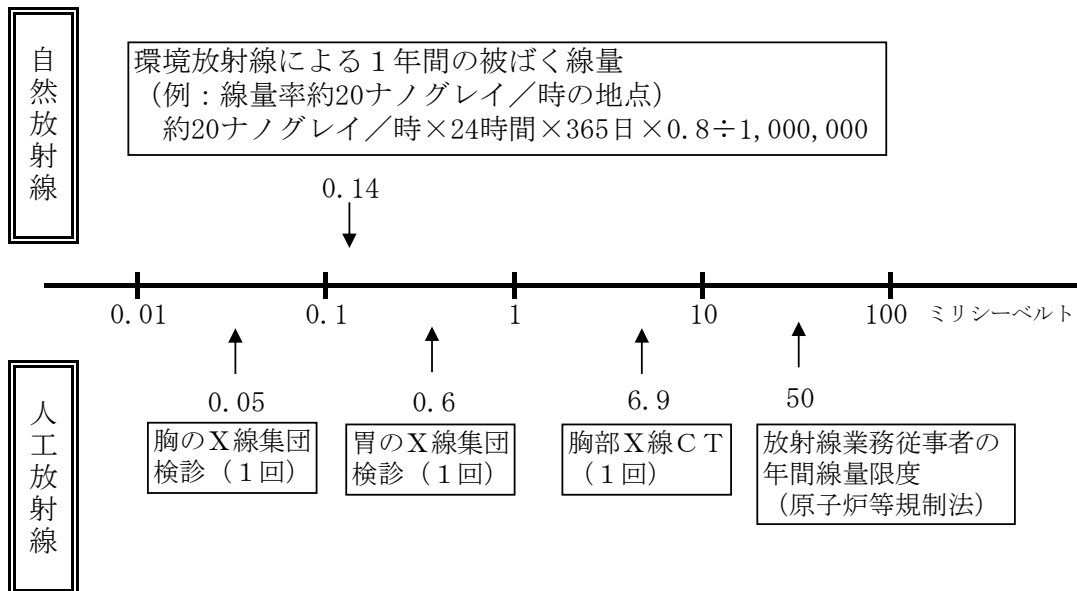 自然放射線
環境放射線による１年間の被ばく線量
（例：線量率約20ナノグレイ／時の地点）
約20ナノグレイ／時×24時間×365日×0.8÷1,000,000
0.14
0.01
0.1
1
10
100
ミリシーベルト
人工放射線
0.05
胸のＸ線集団
検診（１回）
0.6
胃のＸ線集団
検診（１回）
6.9
胸部Ｘ線ＣＴ
（１回）
50
放射線業務従事者の
年間線量限度
（原子炉等規制法）